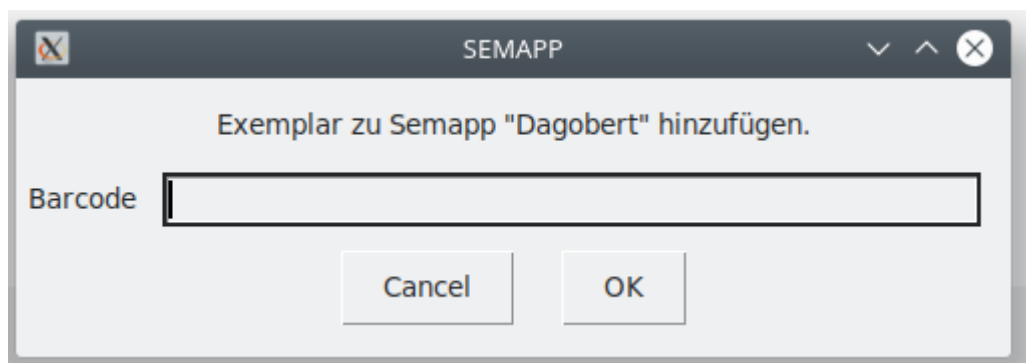 SEMAPP
Exemplar zu Semapp "Dagobert" hinzufügen.
Barcode
Cancel OK